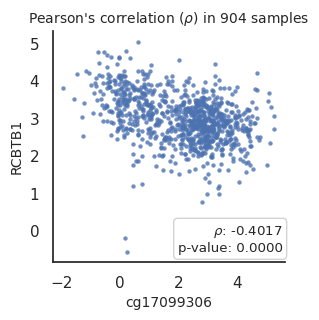 Pearson's correlation (ρ) in 904 samples
5
4
3
2
1
0
RCBTB1
ρ: -0.4017
p-value: 0.0000
−2 0 2 4
cg17099306